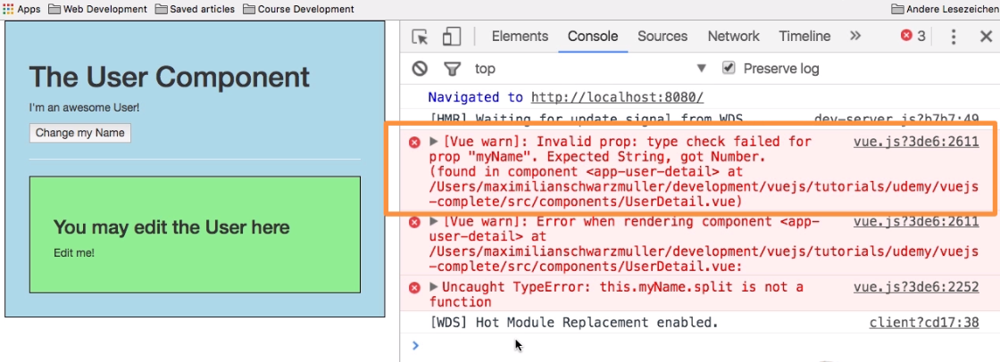 Apps Web Development Saved articles Course Development Andere Lesezeichen
The User Component
I'm an awesome User!
Change my Name
You may edit the User here
Edit me!
Elements Console Sources Network Timeline » 3
top Preserve log
Navigated to http://localhost:8080/
[HMR] Waiting for update signal from WDS... dev-server.js?b7b7:49
[Vue warn]: Invalid prop: type check failed for vue.js?3de6:2611
prop "myName". Expected String, got Number.
(found in component <app-user-detail> at
/Users/maximilianschwarzmuller/development/vuejs/tutorials/udemy/vuejs
-complete/src/components/UserDetail.vue)
[Vue warn]: Error when rendering component <app- vue.js?3de6:2611
user-detail> at
/Users/maximilianschwarzmuller/development/vuejs/tutorials/udemy/vuejs
-complete/src/components/UserDetail.vue:
Uncaught TypeError: this.myName.split is not a vue.js?3de6:2252
function
[WDS] Hot Module Replacement enabled. client?cd17:38